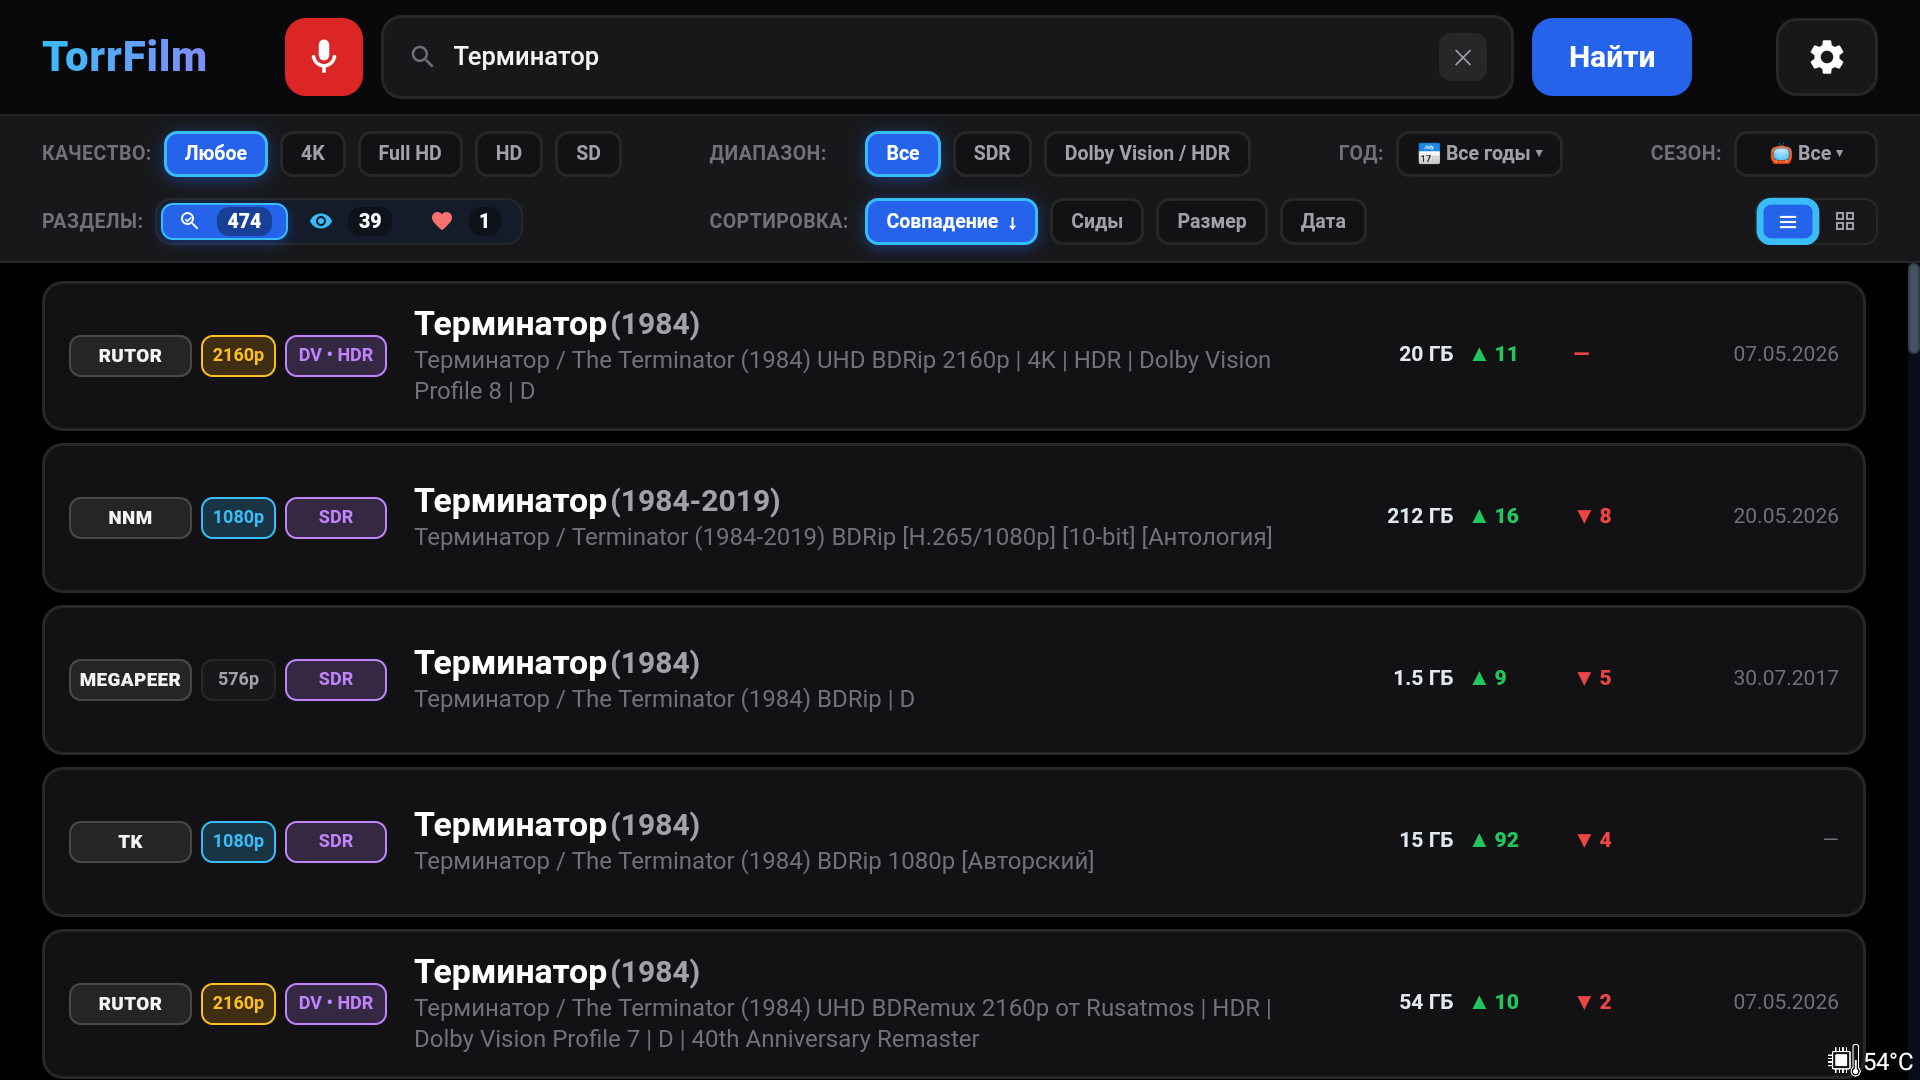 TorrFilm
Терминатор
Найти
КАЧЕСТВО: Любое 4K Full HD HD SD ДИАПАЗОН: Все SDR Dolby Vision / HDR ГОД: July 17 Все годы ▾ СЕЗОН: Все ▾
РАЗДЕЛЫ: 474 39 1 СОРТИРОВКА: Совпадение ↓ Сиды Размер Дата
Терминатор (1984)
RUTOR 2160p DV • HDR
Терминатор / The Terminator (1984) UHD BDRip 2160p | 4K | HDR | Dolby Vision
Profile 8 | D
20 ГБ ▲ 11 – 07.05.2026
Терминатор (1984-2019)
NNM 1080p SDR
Терминатор / Terminator (1984-2019) BDRip [H.265/1080p] [10-bit] [Антология]
212 ГБ ▲ 16 ▼ 8 20.05.2026
Терминатор (1984)
MEGAPEER 576p SDR
Терминатор / The Terminator (1984) BDRip | D
1.5 ГБ ▲ 9 ▼ 5 30.07.2017
Терминатор (1984)
TK 1080p SDR
Терминатор / The Terminator (1984) BDRip 1080p [Авторский]
15 ГБ ▲ 92 ▼ 4 –
Терминатор (1984)
RUTOR 2160p DV • HDR
Терминатор / The Terminator (1984) UHD BDRemux 2160p от Rusatmos | HDR |
Dolby Vision Profile 7 | D | 40th Anniversary Remaster
54 ГБ ▲ 10 ▼ 2 07.05.2026
54°C